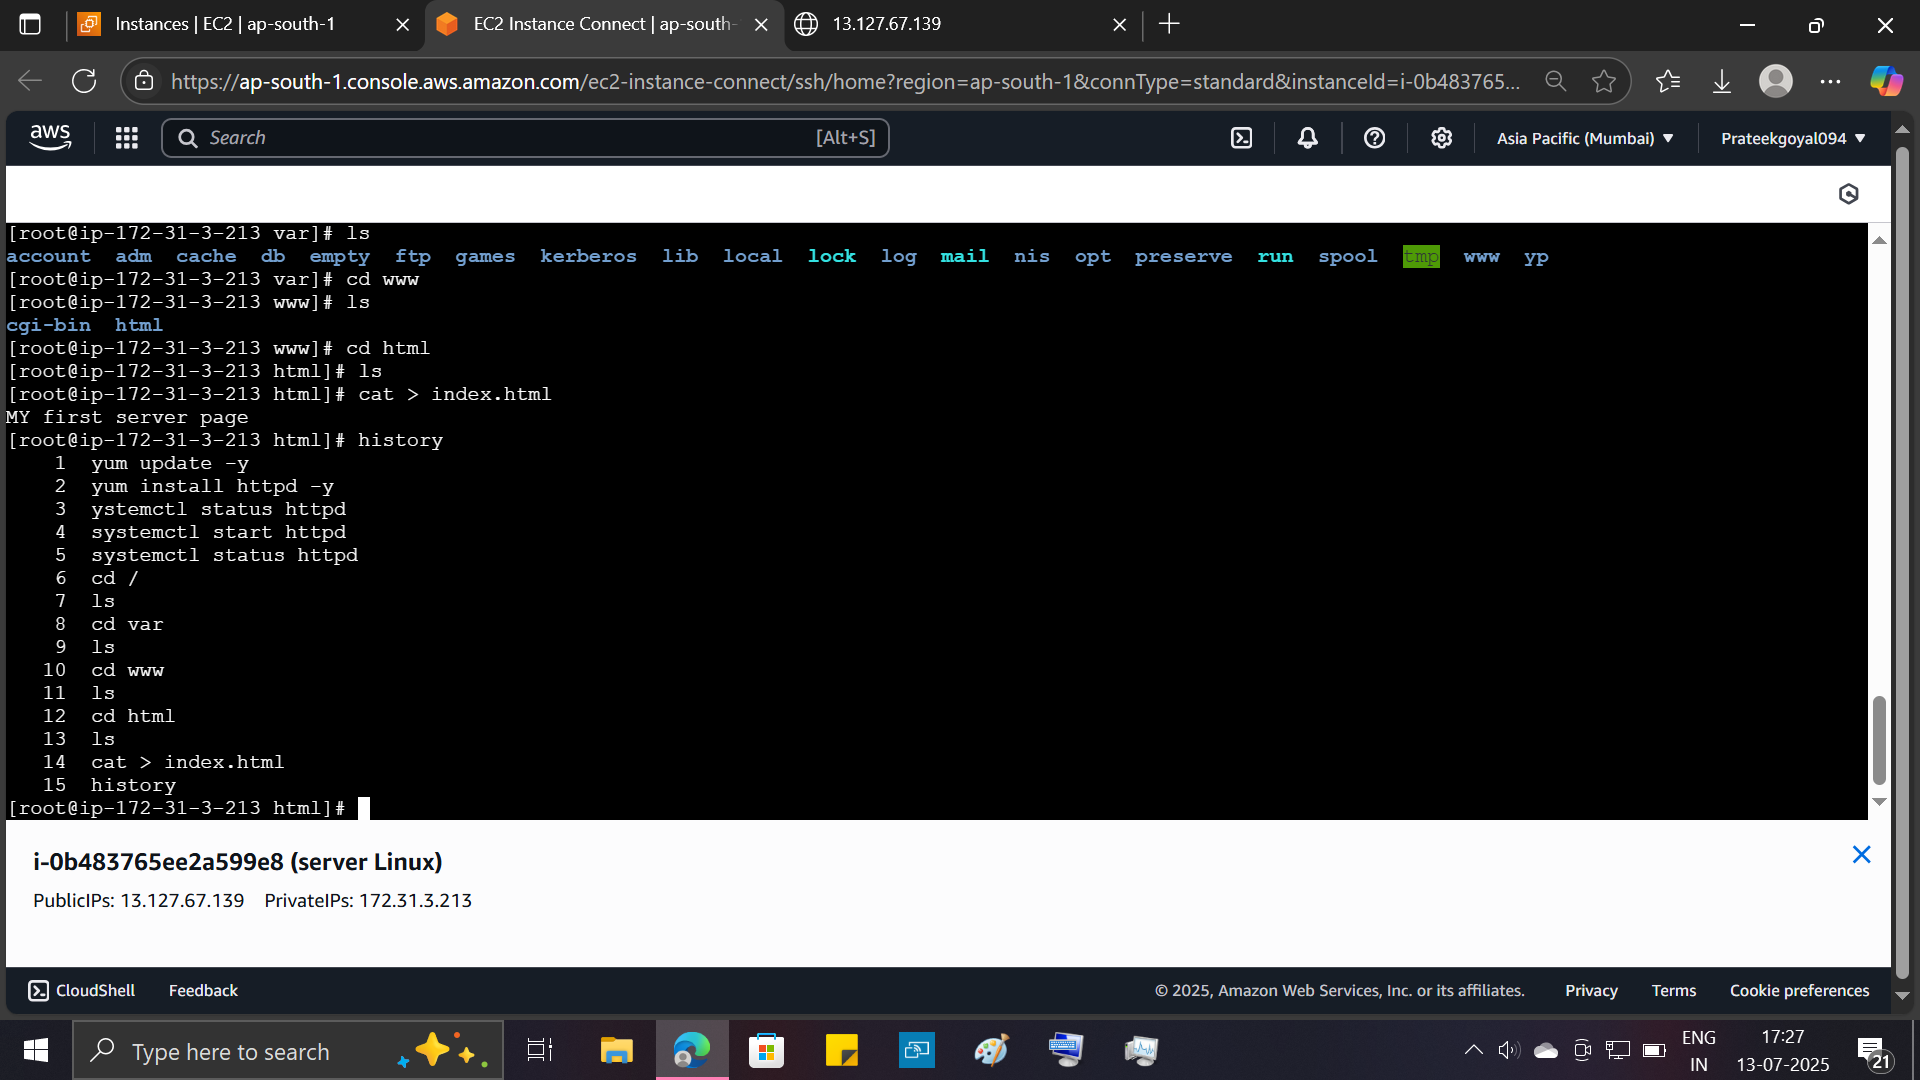 Instances | EC2 | ap-south-1
EC2 Instance Connect | ap-south-
13.127.67.139
https://ap-south-1.console.aws.amazon.com/ec2-instance-connect/ssh/home?region=ap-south-1&connType=standard&instanceId=i-0b483765...
aws
Search
[Alt+S]
Asia Pacific (Mumbai)
Prateekgoyal094
[root@ip-172-31-3-213 var]# ls
account adm cache db empty ftp games kerberos lib local lock log mail nis opt preserve run spool tmp www yp
[root@ip-172-31-3-213 var]# cd www
[root@ip-172-31-3-213 www]# ls
cgi-bin html
[root@ip-172-31-3-213 www]# cd html
[root@ip-172-31-3-213 html]# ls
[root@ip-172-31-3-213 html]# cat > index.html
MY first server page
[root@ip-172-31-3-213 html]# history
1 yum update -y
2 yum install httpd -y
3 ystemctl status httpd
4 systemctl start httpd
5 systemctl status httpd
6 cd /
7 ls
8 cd var
9 ls
10 cd www
11 ls
12 cd html
13 ls
14 cat > index.html
15 history
[root@ip-172-31-3-213 html]#
i-0b483765ee2a599e8 (server Linux)
PublicIPs: 13.127.67.139 PrivateIPs: 172.31.3.213
CloudShell
Feedback
© 2025, Amazon Web Services, Inc. or its affiliates.
Privacy
Terms
Cookie preferences
Type here to search
ENG
IN
17:27
13-07-2025
21